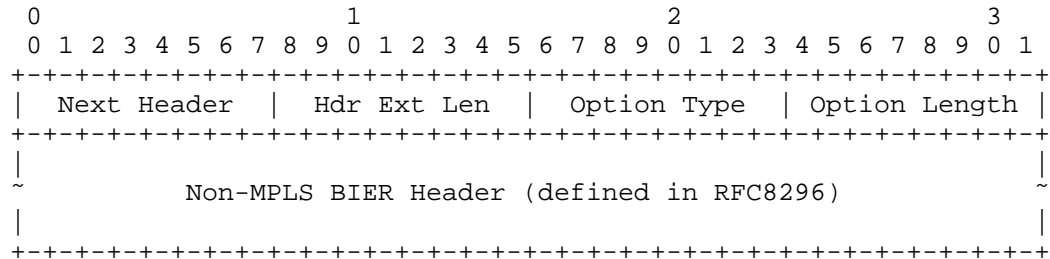 0                   1                   2                   3
 0 1 2 3 4 5 6 7 8 9 0 1 2 3 4 5 6 7 8 9 0 1 2 3 4 5 6 7 8 9 0 1
+-+-+-+-+-+-+-+-+-+-+-+-+-+-+-+-+-+-+-+-+-+-+-+-+-+-+-+-+-+-+-+-+
|  Next Header  |  Hdr Ext Len  |  Option Type  | Option Length |
+-+-+-+-+-+-+-+-+-+-+-+-+-+-+-+-+-+-+-+-+-+-+-+-+-+-+-+-+-+-+-+-+
|                                                               |
~          Non-MPLS BIER Header (defined in RFC8296)            ~
|                                                               |
+-+-+-+-+-+-+-+-+-+-+-+-+-+-+-+-+-+-+-+-+-+-+-+-+-+-+-+-+-+-+-+-+